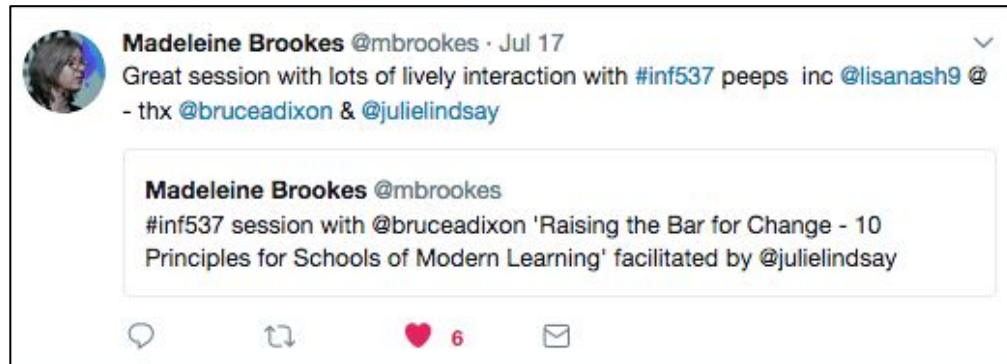 Madeleine Brookes @mbrookes · Jul 17
Great session with lots of lively interaction with #inf537 peeps  inc @lisanash9 @
- thx @bruceadixon & @julielindsay
Madeleine Brookes @mbrookes
#inf537 session with @bruceadixon 'Raising the Bar for Change - 10
Principles for Schools of Modern Learning' facilitated by @julielindsay
6